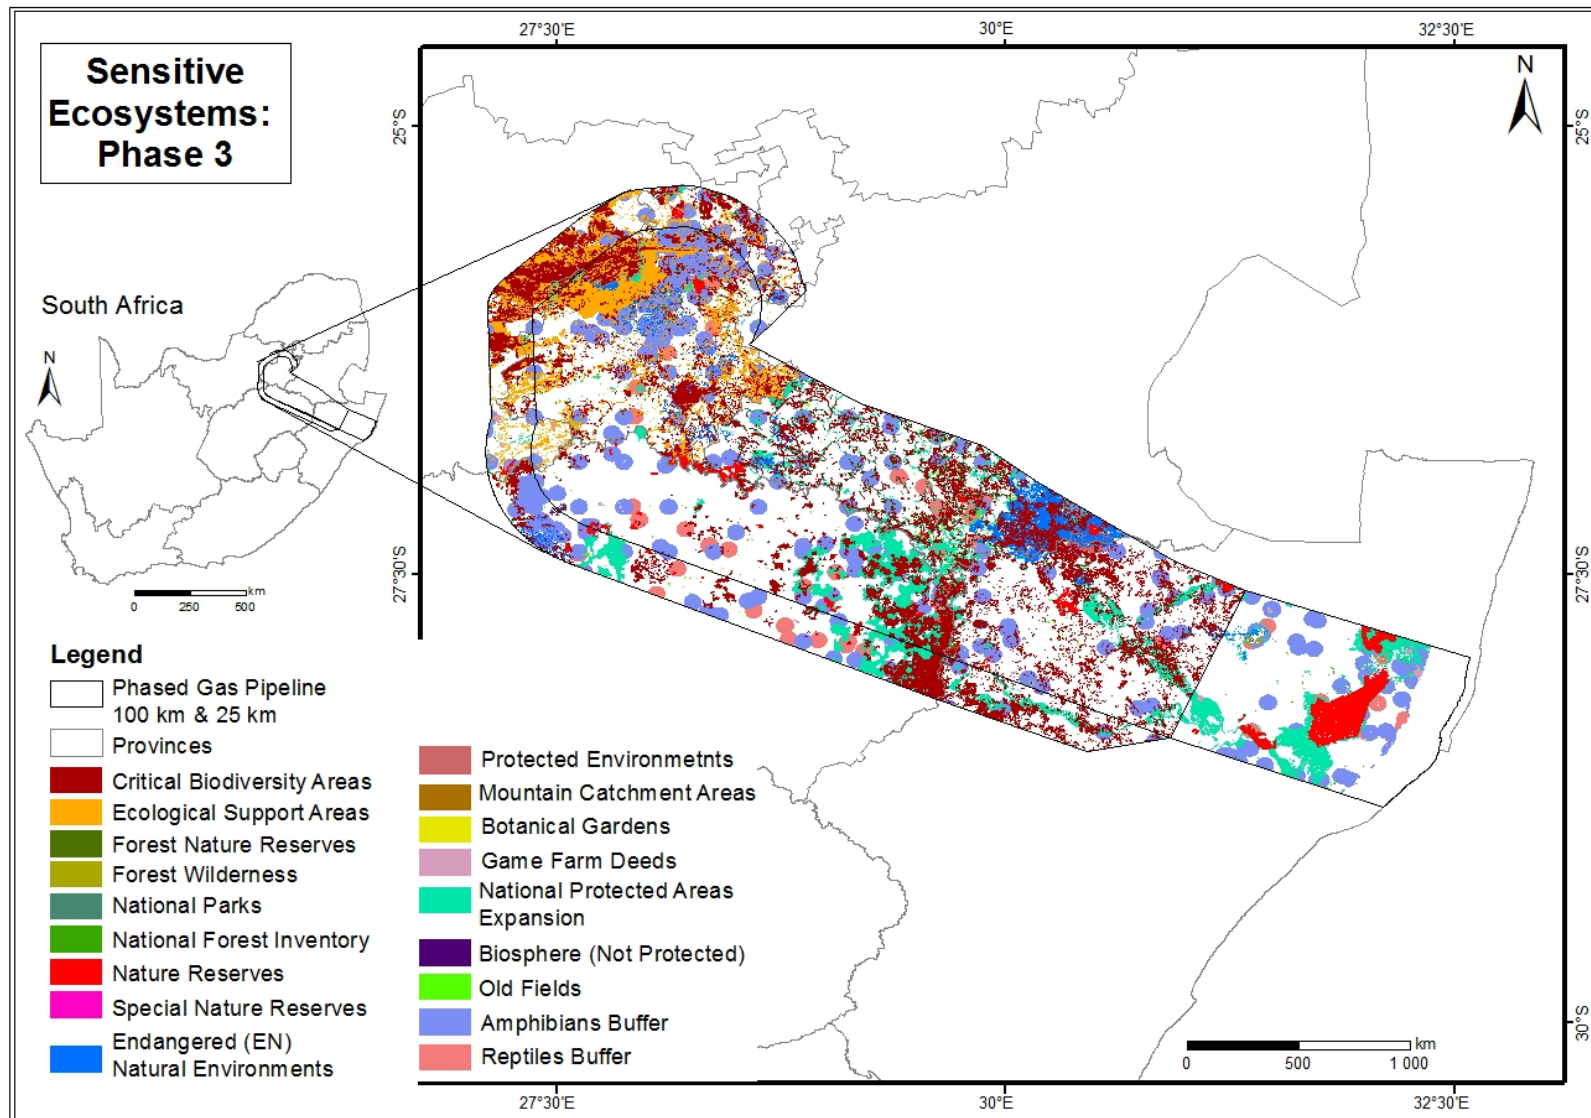 Sensitive
Ecosystems:
Phase 3
27°30'E
30°E
32°30'E
N
25°S
25°S
South Africa
N
27°30'S
27°30'S
km
0 250 500
Legend
Phased Gas Pipeline
100 km & 25 km
Provinces
Critical Biodiversity Areas
Ecological Support Areas
Forest Nature Reserves
Forest Wilderness
National Parks
National Forest Inventory
Nature Reserves
Special Nature Reserves
Endangered (EN)
Natural Environments
Protected Environmetnts
Mountain Catchment Areas
Botanical Gardens
Game Farm Deeds
National Protected Areas
Expansion
Biosphere (Not Protected)
Old Fields
Amphibians Buffer
Reptiles Buffer
30°S
km
0 500 1 000
27°30'E
30°E
32°30'E